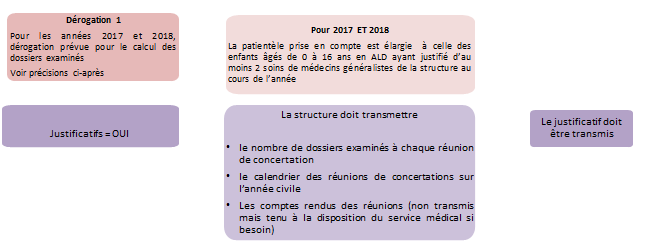 Dérogation 1
Pour les années 2017 et 2018,
dérogation prévue pour le calcul des
dossiers examinés
Voir précisions ci-après
Pour 2017 ET 2018
La patientèle prise en compte est élargie à celle des
enfants âgés de 0 à 16 ans en ALD ayant justifié d'au
moins 2 soins de médecins généralistes de la structure au
cours de l'année
Justificatifs = OUI
La structure doit transmettre
• le nombre de dossiers examinés à chaque réunion
de concertation
• le calendrier des réunions de concertations sur
l'année civile
• Les comptes rendus des réunions (non transmis
mais tenu à la disposition du service médical si
besoin)
Le justificatif doit
être transmis